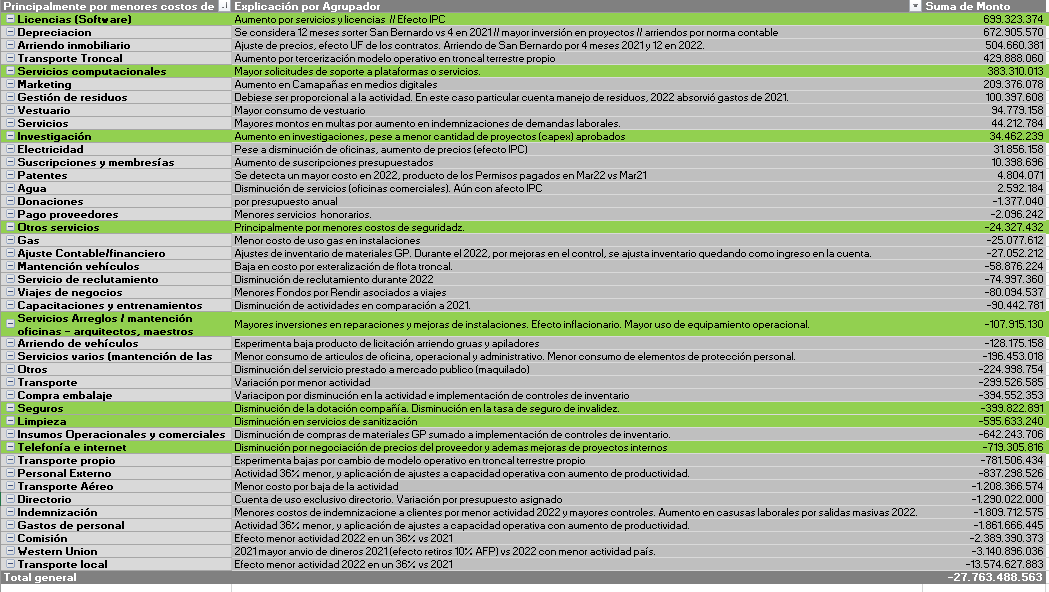 Principalmente por menores costos de Explicación por Agrupador Suma de Monto
Licencias (Software) Aumento por servicios y licencias // Efecto IPC 699.323.374
Depreciacion Se considera 12 meses sorter San Bernardo vs 4 en 2021 // mayor inversión en proyectos // arriendos por norma contable 672.905.570
Arriendo inmobiliario Ajuste de precios, efecto UF de los contratos. Arriendo de San Bernardo por 4 meses 2021 y 12 en 2022. 504.660.381
Transporte Troncal Aumento por tercerización modelo operativo en troncal terrestre propio 429.888.060
Servicios computacionales Mayor solicitudes de soporte a plataformas o servicios. 383.310.013
Marketing Aumento en Camapañas en medios digitales 209.376.078
Gestión de residuos Debiese ser proporcional a la actividad. En este caso particular cuenta manejo de residuos, 2022 absorvió gastos de 2021. 100.397.608
Vestuario Mayor consumo de vestuario 94.779.158
Servicios Mayores montos en multas por aumento en indemnizaciones de demandas laborales. 44.212.784
Investigación Aumento en investigaciones, pese a menor cantidad de proyectos (capex) aprobados 34.462.239
Electricidad Pese a disminución de oficinas, aumento de precios (efecto IPC) 31.856.158
Suscripciones y membresías Aumento de suscripciones presupuestados 10.398.696
Patentes Se detecta un mayor costo en 2022, producto de los Permisos pagados en Mar22 vs Mar21 4.804.071
Agua Disminución de servicios (oficinas comerciales). Aún con afecto IPC 2.592.184
Donaciones por presupuesto anual -1.377.040
Pago proveedores Menores servicios honorarios. -2.096.242
Otros servicios Principalmente por menores costos de seguridadz. -24.327.432
Gas Menor costo de uso gas en instalaciones -25.077.612
Ajuste Contable/financiero Ajustes de inventario de materiales GP. Durante el 2022, por mejoras en el control, se ajusta inventario quedando como ingreso en la cuenta. -27.052.212
Mantención vehículos Baja en costo por exteralización de flota troncal. -58.876.224
Servicio de reclutamiento Disminución de reclutamiento durante 2022 -74.997.360
Viajes de negocios Menores Fondos por Rendir asociados a viajes -80.094.537
Capacitaciones y entrenamientos Disminución de actividades en comparación a 2021. -90.442.781
Servicios Arreglos / mantención
oficinas - arquitectos, maestros Mayores inversiones en reparaciones y mejoras de instalaciones. Efecto inflacionario. Mayor uso de equipamiento operacional. -107.915.130
Arriendo de vehículos Experimenta baja producto de licitación arriendo gruas y apiladores -128.175.158
Servicios varios (mantención de las Menor consumo de articulos de oficina, operacional y administrativo. Menor consumo de elementos de protección personal. -196.453.018
Otros Disminución del servicio prestado a mercado publico (maquilado) -224.998.754
Transporte Variación por menor actividad -299.526.585
Compra embalaje Variacipon por disminución en la actividad e implementación de controles de inventario -394.552.353
Seguros Disminución de la dotación compañía. Disminución en la tasa de seguro de invalidez. -399.822.891
Limpieza Disminución en servicios de sanitización -595.633.240
Insumos Operacionales y comerciales Disminución de compras de materiales GP sumado a implementación de controles de inventario. -642.243.706
Telefonía e internet Disminución por negociación de precios del proveedor y ademas mejoras de proyectos internos -719.305.816
Transporte propio Experimenta bajas por cambio de modelo operativo en troncal terrestre propio -781.506.434
Personal Externo Actividad 36% menor, y aplicación de ajustes a capacidad operativa con aumento de productividad. -837.298.526
Transporte Aéreo Menor costo por baja de la actividad -1.208.366.574
Directorio Cuenta de uso exclusivo directorio. Variación por presupuesto asignado -1.290.022.000
Indemnización Menores costos de indemnizacione a clientes por menor actividad 2022 y mayores controles. Aumento en casusas laborales por salidas masivas 2022. -1.809.712.575
Gastos de personal Actividad 36% menor, y aplicación de ajustes a capacidad operativa con aumento de productividad. -1.861.666.445
Comisión Efecto menor actividad 2022 en un 36% vs 2021 -2.389.390.373
Western Union 2021 mayor anvio de dineros 2021 (efecto retiros 10% AFP) vs 2022 con menor actividad país. -3.140.896.036
Transporte local Efecto menor actividad 2022 en un 36% vs 2021 -13.574.627.883
Total general -27.763.488.563